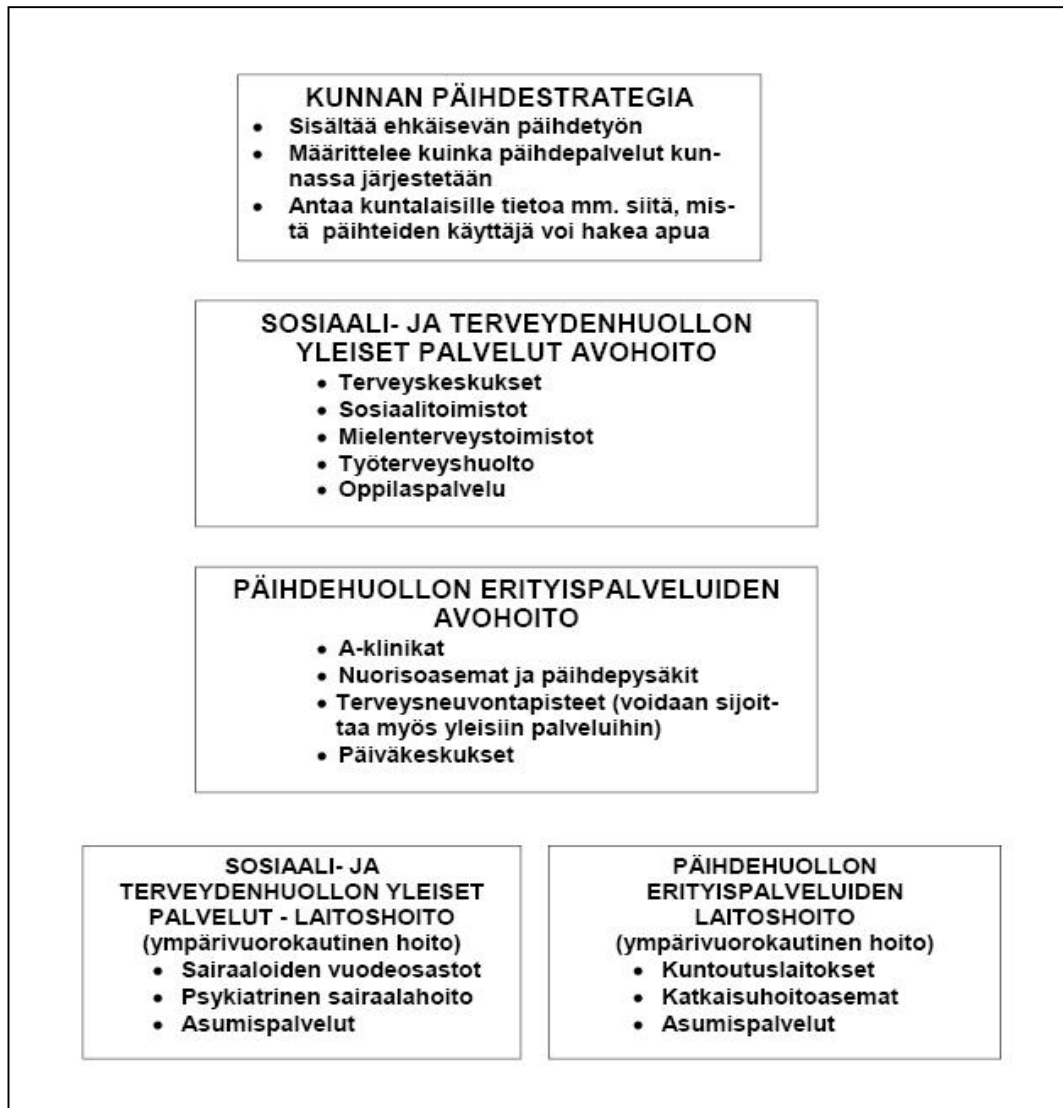 KUNNAN PÄIHDESTRATEGIA
• Sisältää ehkäisevän päihdetyön
• Määrittelee kuinka päihdepalvelut kun-
nassa järjestetään
• Antaa kuntalaisille tietoa mm. siitä, mis-
tä päihteiden käyttäjä voi hakea apua
SOSIAALI- JA TERVEYDENHUOLLON
YLEISET PALVELUT AVOHOITO
• Terveyskeskukset
• Sosiaalitoimistot
• Mielenterveystoimistot
• Työterveyshuolto
• Oppilaspalvelu
PÄIHDEHUOLLON ERITYISPALVELUIDEN
AVOHOITO
• A-klinikat
• Nuorisoasemat ja päihdepysäkit
• Terveysneuvontapisteet (voidaan sijoit-
taa myös yleisiin palveluihin)
• Päiväkeskukset
SOSIAALI- JA
TERVEYDENHUOLLON YLEISET
PALVELUT - LAITOSHOITO
(ympärivuorokautinen hoito)
• Sairaaloiden vuodeosastot
• Psykiatrinen sairaalahoito
• Asumispalvelut
PÄIHDEHUOLLON
ERITYISPALVELUIDEN
LAITOSHOITO
(ympärivuorokautinen hoito)
• Kuntoutuslaitokset
• Katkaisuhoitoasemat
• Asumispalvelut